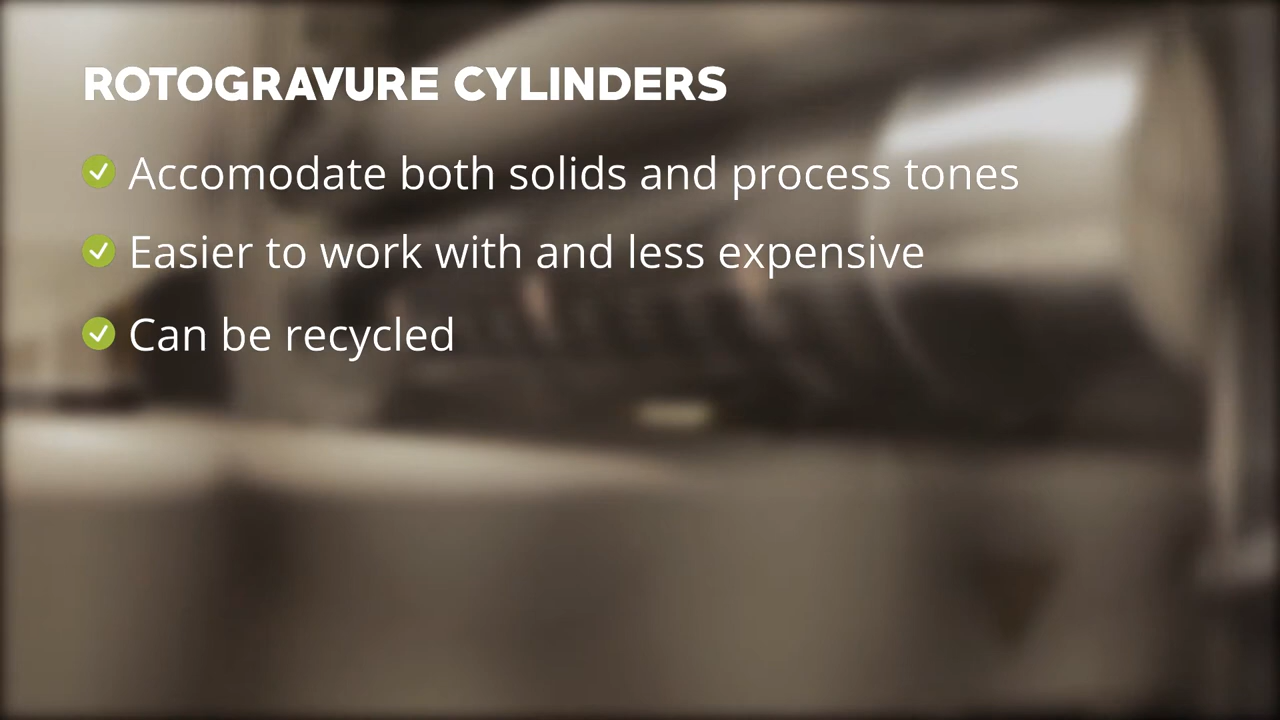 ROTOGRAVURE CYLINDERS
Accomodate both solids and process tones
Easier to work with and less expensive
Can be recycled